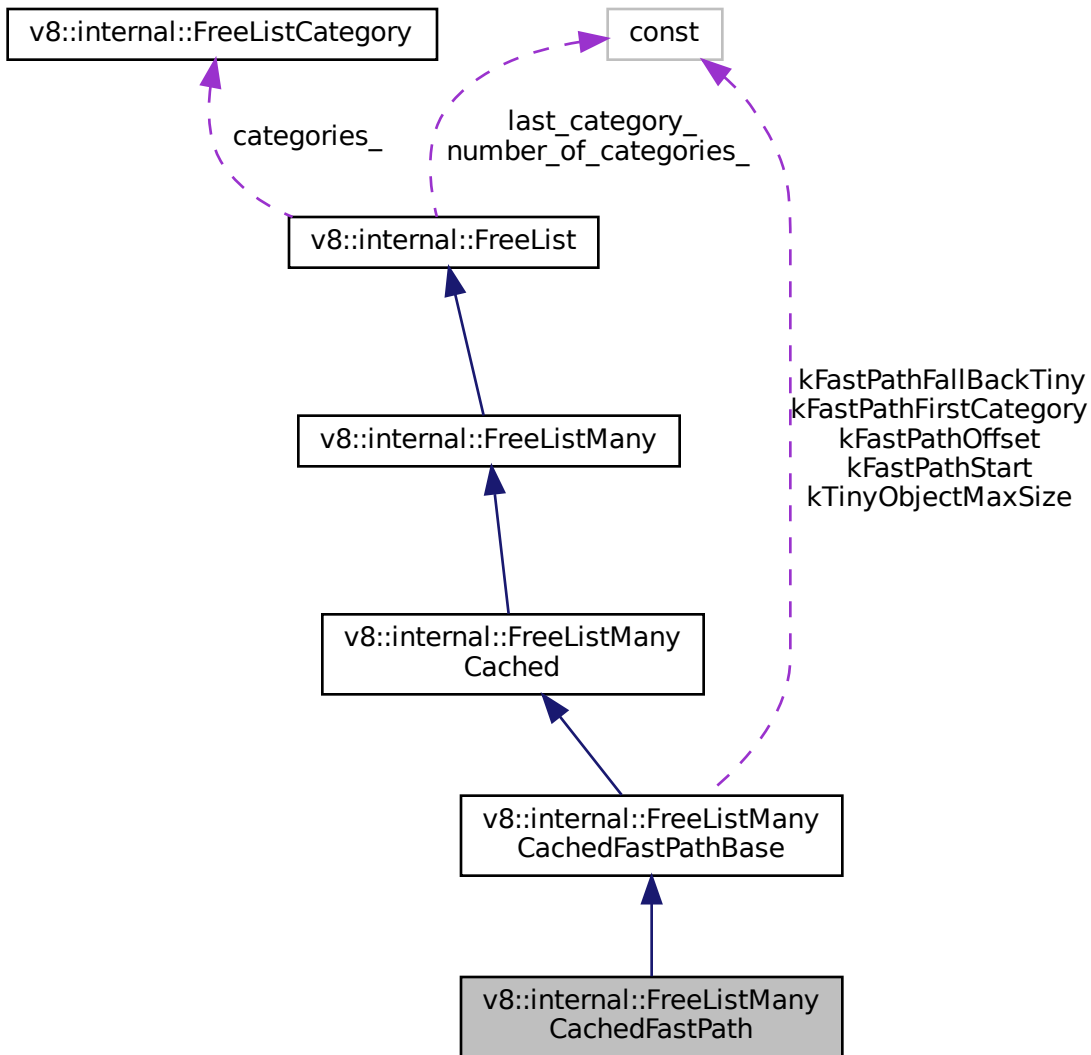 v8::internal::FreeListCategory
const
last_category_
categories_
number_of_categories_
v8::internal::FreeList
kFastPathFallBackTiny
kFastPathFirstCategory
kFastPathOffset
kFastPathStart
kTinyObjectMaxSize
v8::internal::FreeListMany
v8::internal::FreeListMany
Cached
v8::internal::FreeListMany
CachedFastPathBase
v8::internal::FreeListMany
CachedFastPath